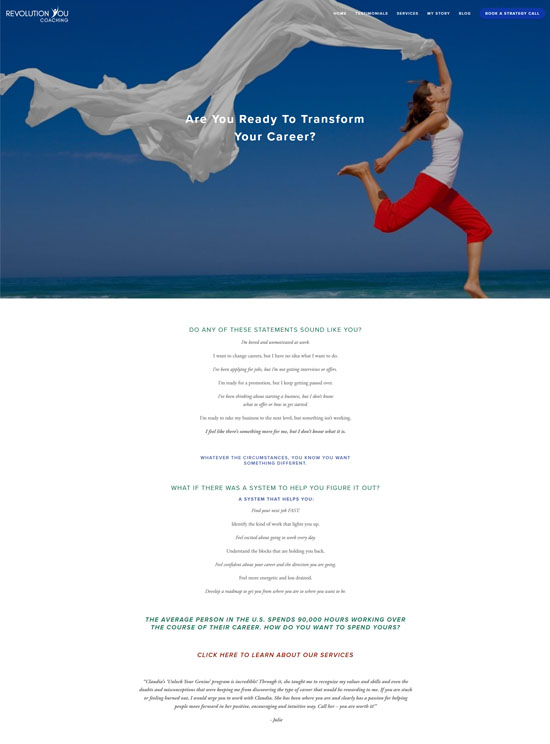 REVOLUTION YOU
COACHING
HOME TESTIMONIALS SERVICES MY STORY BLOG BOOK A STRATEGY CALL
Are You Ready To Transform
Your Career?
DO ANY OF THESE STATEMENTS SOUND LIKE YOU?
I'm bored and unmotivated at work.
I want to change careers, but I have no idea what I want to do.
I've been applying for jobs, but I'm not getting interviews or offers.
I'm ready for a promotion, but I keep getting passed over.
I've been thinking about starting a business, but I don't know
what to offer or how to get started.
I'm ready to take my business to the next level, but something isn't working.
I feel like there's something more for me, but I don't know what it is.
WHATEVER THE CIRCUMSTANCES, YOU KNOW YOU WANT
SOMETHING DIFFERENT.
WHAT IF THERE WAS A SYSTEM TO HELP YOU FIGURE IT OUT?
A SYSTEM THAT HELPS YOU:
Find your next job FAST.
Identify the kind of work that lights you up.
Feel excited about going to work every day.
Understand the blocks that are holding you back.
Feel confident about your career and the direction you are going.
Feel more energetic and but drained.
Develop a roadmap to get you from where you are to where you want to be.
THE AVERAGE PERSON IN THE U.S. SPENDS 90,000 HOURS WORKING OVER
THE COURSE OF THEIR CAREER. HOW DO YOU WANT TO SPEND YOURS?
CLICK HERE TO LEARN ABOUT OUR SERVICES
"Claudia's 'Unlock Your Genius' program is incredible! Through it, she taught me to recognize my values and skills and even the
doubts and misconceptions that were keeping me from discovering the type of career that would be rewarding to me. If you are stuck
or feeling burned out, I would urge you to work with Claudia. She has been where you are and clearly has a passion for helping
people move forward in her positive, encouraging and intuitive way. Call her – you are worth it!"
- Julie